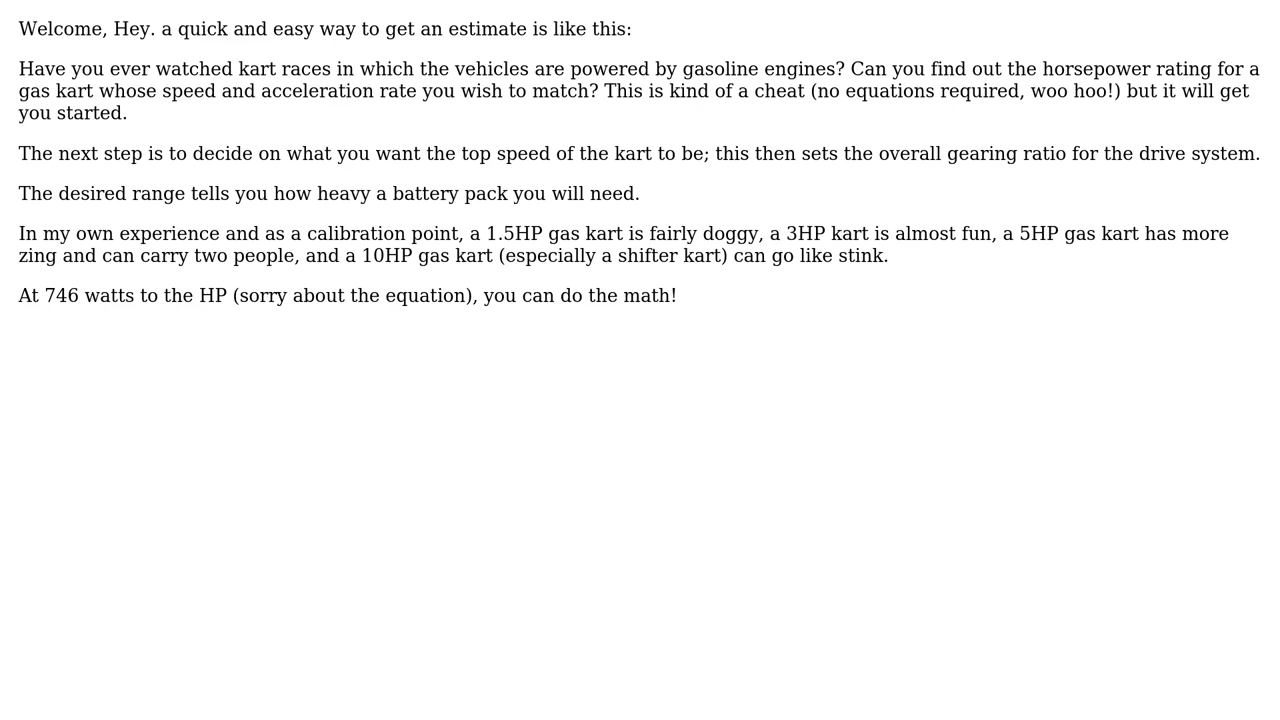 Welcome, Hey. a quick and easy way to get an estimate is like this:
Have you ever watched kart races in which the vehicles are powered by gasoline engines? Can you find out the horsepower rating for a
gas kart whose speed and acceleration rate you wish to match? This is kind of a cheat (no equations required, woo hoo!) but it will get
you started.
The next step is to decide on what you want the top speed of the kart to be; this then sets the overall gearing ratio for the drive system.
The desired range tells you how heavy a battery pack you will need.
In my own experience and as a calibration point, a 1.5HP gas kart is fairly doggy, a 3HP kart is almost fun, a 5HP gas kart has more
zing and can carry two people, and a 10HP gas kart (especially a shifter kart) can go like stink.
At 746 watts to the HP (sorry about the equation), you can do the math!